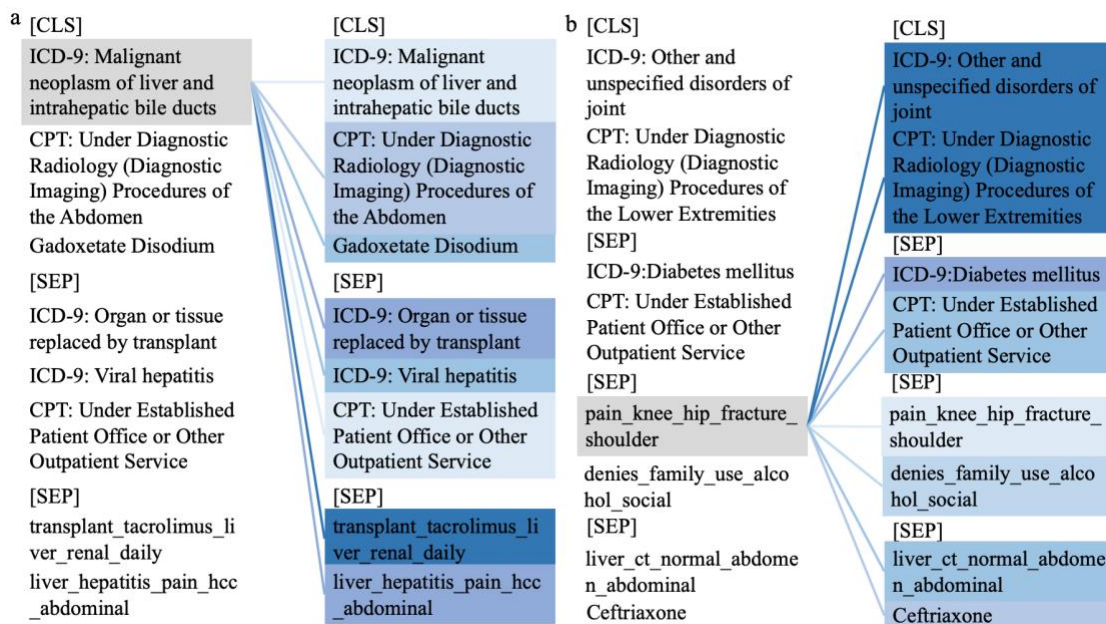 a
[CLS]
ICD-9: Malignant
neoplasm of liver and
intrahepatic bile ducts
CPT: Under Diagnostic
Radiology (Diagnostic
Imaging) Procedures of
the Abdomen
Gadoxetate Disodium
[SEP]
ICD-9: Organ or tissue
replaced by transplant
ICD-9: Viral hepatitis
CPT: Under Established
Patient Office or Other
Outpatient Service
[SEP]
transplant_tacrolimus_li
ver_renal_daily
liver_hepatitis_pain_hcc
_abdominal
[CLS]
ICD-9: Malignant
neoplasm of liver and
intrahepatic bile ducts
CPT: Under Diagnostic
Radiology (Diagnostic
Imaging) Procedures of
the Abdomen
Gadoxetate Disodium
[SEP]
ICD-9: Organ or tissue
replaced by transplant
ICD-9: Viral hepatitis
CPT: Under Established
Patient Office or Other
Outpatient Service
[SEP]
transplant_tacrolimus_li
ver_renal_daily
liver_hepatitis_pain_hcc
_abdominal
b
[CLS]
ICD-9: Other and
unspecified disorders of
joint
CPT: Under Diagnostic
Radiology (Diagnostic
Imaging) Procedures of
the Lower Extremities
[SEP]
ICD-9:Diabetes mellitus
CPT: Under Established
Patient Office or Other
Outpatient Service
[SEP]
pain_knee_hip_fracture_
shoulder
denies_family_use_alco
hol_social
[SEP]
liver_ct_normal_abdome
n_abdominal
Ceftriaxone
[CLS]
ICD-9: Other and
unspecified disorders of
joint
CPT: Under Diagnostic
Radiology (Diagnostic
Imaging) Procedures of
the Lower Extremities
[SEP]
ICD-9:Diabetes mellitus
CPT: Under Established
Patient Office or Other
Outpatient Service
[SEP]
pain_knee_hip_fracture_
shoulder
denies_family_use_alco
hol_social
[SEP]
liver_ct_normal_abdome
n_abdominal
Ceftriaxone